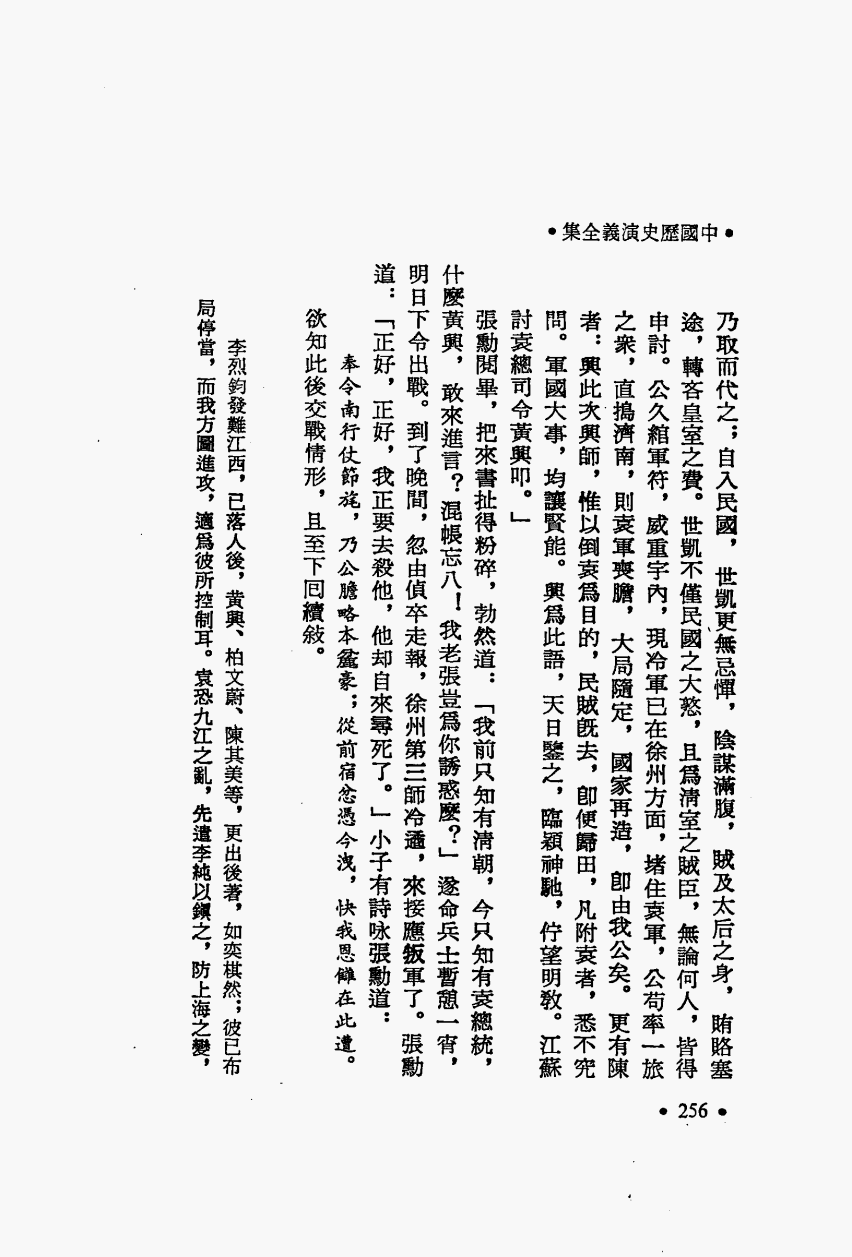 •中國歷史演義全集•
乃取而代之；自入民國，世凱更無忌憚，陰謀滿腹，賊及太后之身，賄賂塞
途，轉吝皇室之費。世凱不僅民國之大憝，且爲淸室之賊臣，無論何人，皆得
申討。公久綰軍符，威重宇內，現冷軍已在徐州方面，堵住袁軍，公苟率一旅
之衆，直搗濟南，則袁軍喪膽，大局隨定，國家再造，卽由我公矣。更有陳
者：興此次興師，惟以倒袁爲目的，民賊旣去，卽便歸田，凡附袁者，悉不究
問。軍國大事，均讓賢能。興爲此語，天日鑒之，臨穎神馳，佇望明敎。江蘇
討袁總司令黃興叩。」
張勳閱畢，把來書扯得粉碎，勃然道：「我前只知有淸朝，今只知有袁總統，
什麼黃興，敢來進言？混帳忘八！我老張豈爲你誘惑麼？」遂命兵士暫憩一宵，
明日下令出戰。到了晚間，忽由偵卒走報，徐州第三師冷遹，來接應叛軍了。張勳
道：「正好，正好，我正要去殺他，他却自來尋死了。」小子有詩咏張勳道：
奉令南行仗節旄，乃公膽略本麤豪；從前宿忿憑今洩，快我恩讎在此遭。
欲知此後交戰情形，且至下回續敍。
李烈鈞發難江西，已落人後，黃興、柏文蔚、陳其美等，更出後著，如奕棋然；彼已布
局停當，而我方圖進攻，適爲彼所控制耳。袁恐九江之亂，先遣李純以鎭之，防上海之變，
•256•